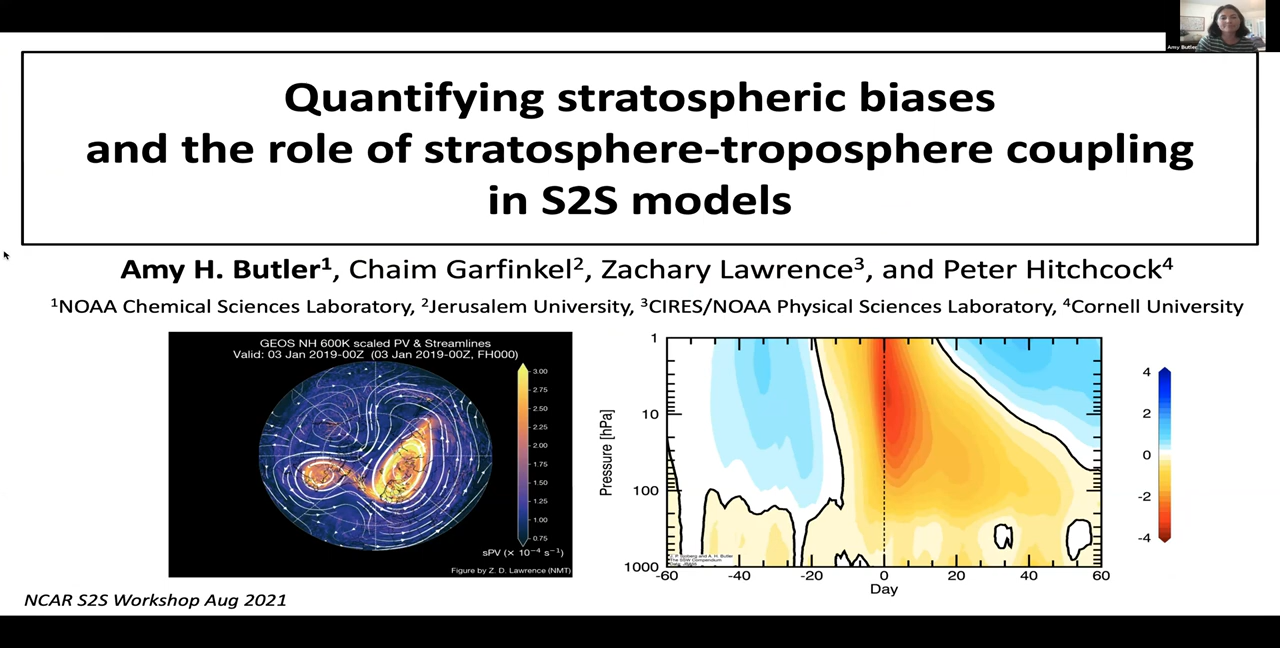 Amy Butler
Quantifying stratospheric biases
and the role of stratosphere-troposphere coupling
in S2S models
Amy H. Butler¹, Chaim Garfinkel², Zachary Lawrence³, and Peter Hitchcock⁴
¹NOAA Chemical Sciences Laboratory, ²Jerusalem University, ³CIRES/NOAA Physical Sciences Laboratory, ⁴Cornell University
GEOS NH 600K scaled PV & Streamlines
Valid: 03 Jan 2019-00Z (03 Jan 2019-00Z, FH000)
3.00
2.75
2.50
2.25
2.00
1.75
1.50
1.25
1.00
0.75
sPV (× 10⁻⁴ s⁻¹)
Figure by Z. D. Lawrence (NMT)
Pressure [hPa]
1
10
100
1000
-60 -40 -20 0 20 40 60
Day
4
2
0
-2
-4
NCAR S2S Workshop Aug 2021